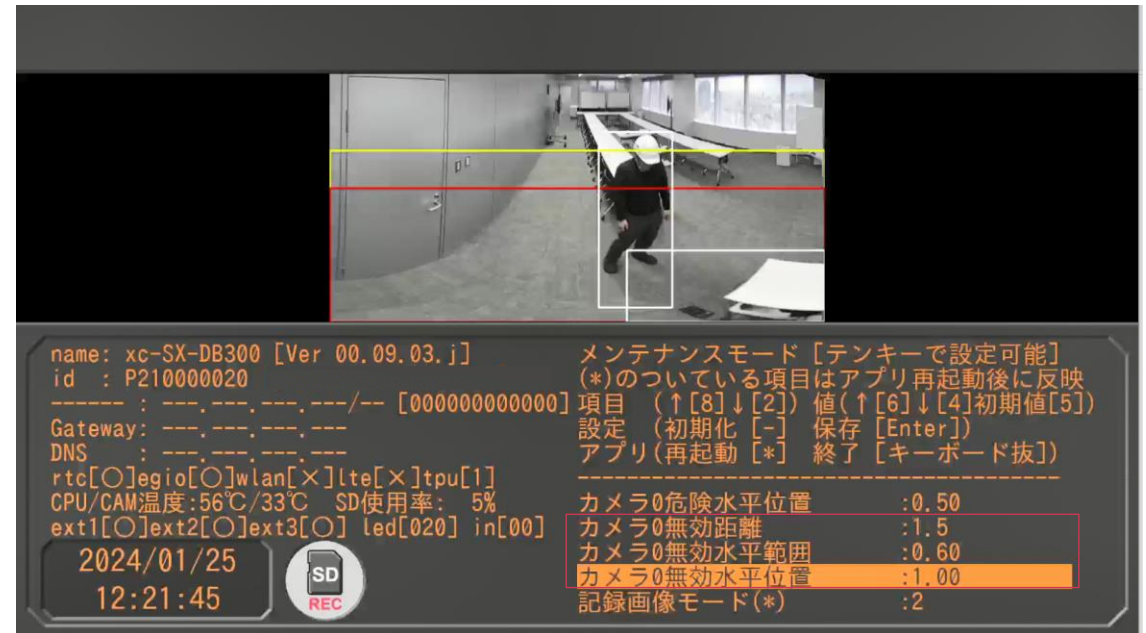 name: xc-SX-DB300 [Ver 00.09.03.j]
id  : P210000020
------ : ---.---.---.---/-- [000000000000]
Gateway: ---.---.---.---
DNS    : ---.---.---.---
rtc[○]egio[○]wlan[×]lte[×]tpu[1]
CPU/CAM温度:56℃/33℃  SD使用率:  5%
ext1[○]ext2[○]ext3[○] led[020] in[00]
2024/01/25
12:21:45
SD
REC
メンテナンスモード [テンキーで設定可能]
(*)のついている項目はアプリ再起動後に反映
項目 (↑[8]↓[2]) 値(↑[6]↓[4]初期値[5])
設定 (初期化 [-] 保存 [Enter])
アプリ(再起動 [*] 終了 [キーボード抜])
----------------------------------------
カメラ0危険水平位置 :0.50
カメラ0無効距離 :1.5
カメラ0無効水平範囲 :0.60
カメラ0無効水平位置 :1.00
記録画像モード(*) :2